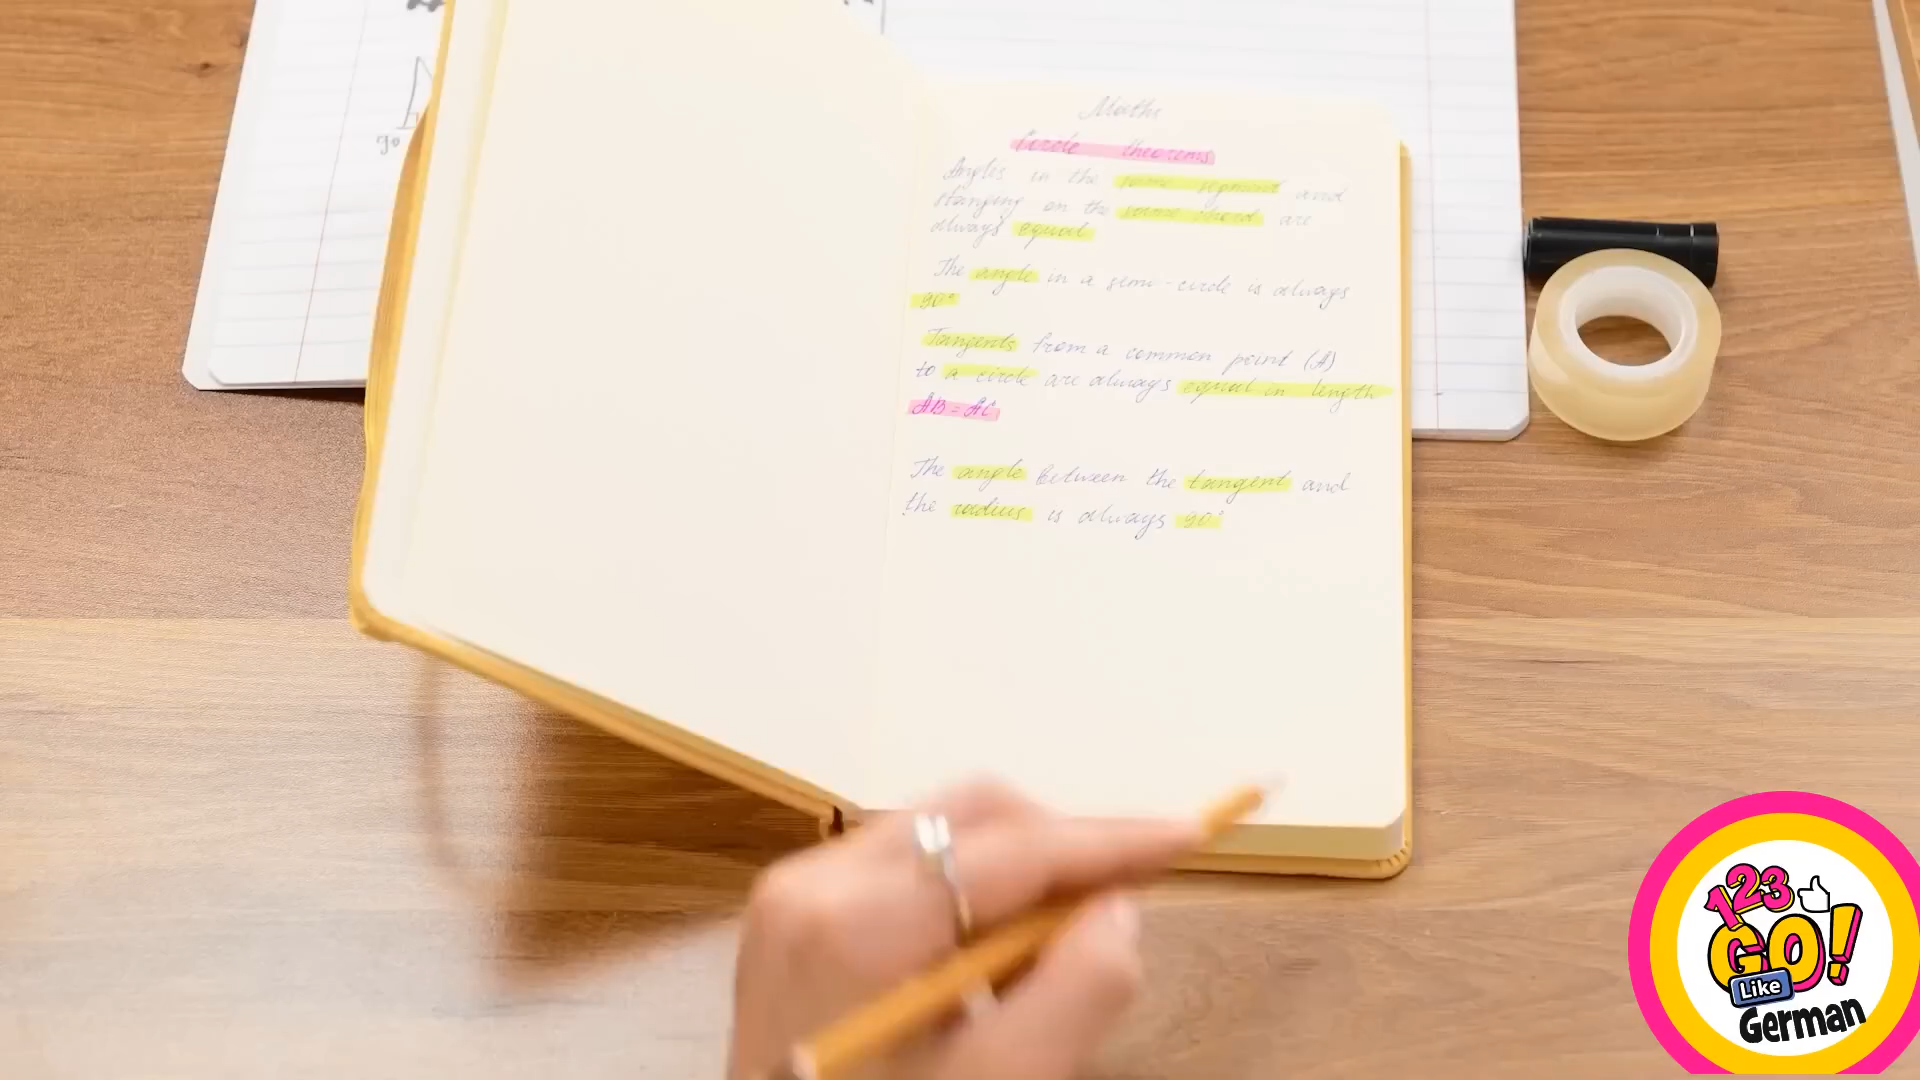 Maths
Circle theorems
Angles in the same segment and
stanging on the same chord are
always equal
The angle in a semi-circle is always
90°
Tangents from a common point (A)
to a circle are always equal in length
AB = AC
The angle between the tangent and
the radius is always 90°
90
123
GO!
Like
German